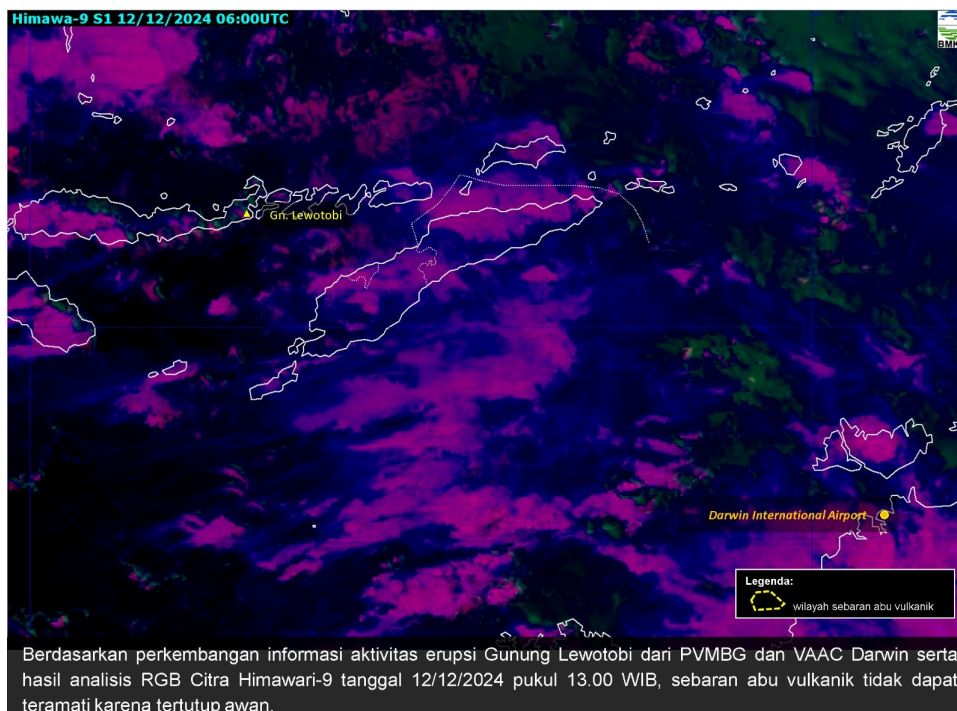 Himawa-9 S1 12/12/2024 06:00UTC
Gn. Lewotobi
Darwin International Airport
Legenda:
wilayah sebaran abu vulkanik
Berdasarkan perkembangan informasi aktivitas erupsi Gunung Lewotobi dari PVMBG dan VAAC Darwin serta
hasil analisis RGB Citra Himawari-9 tanggal 12/12/2024 pukul 13.00 WIB, sebaran abu vulkanik tidak dapat
teramati karena tertutup awan.